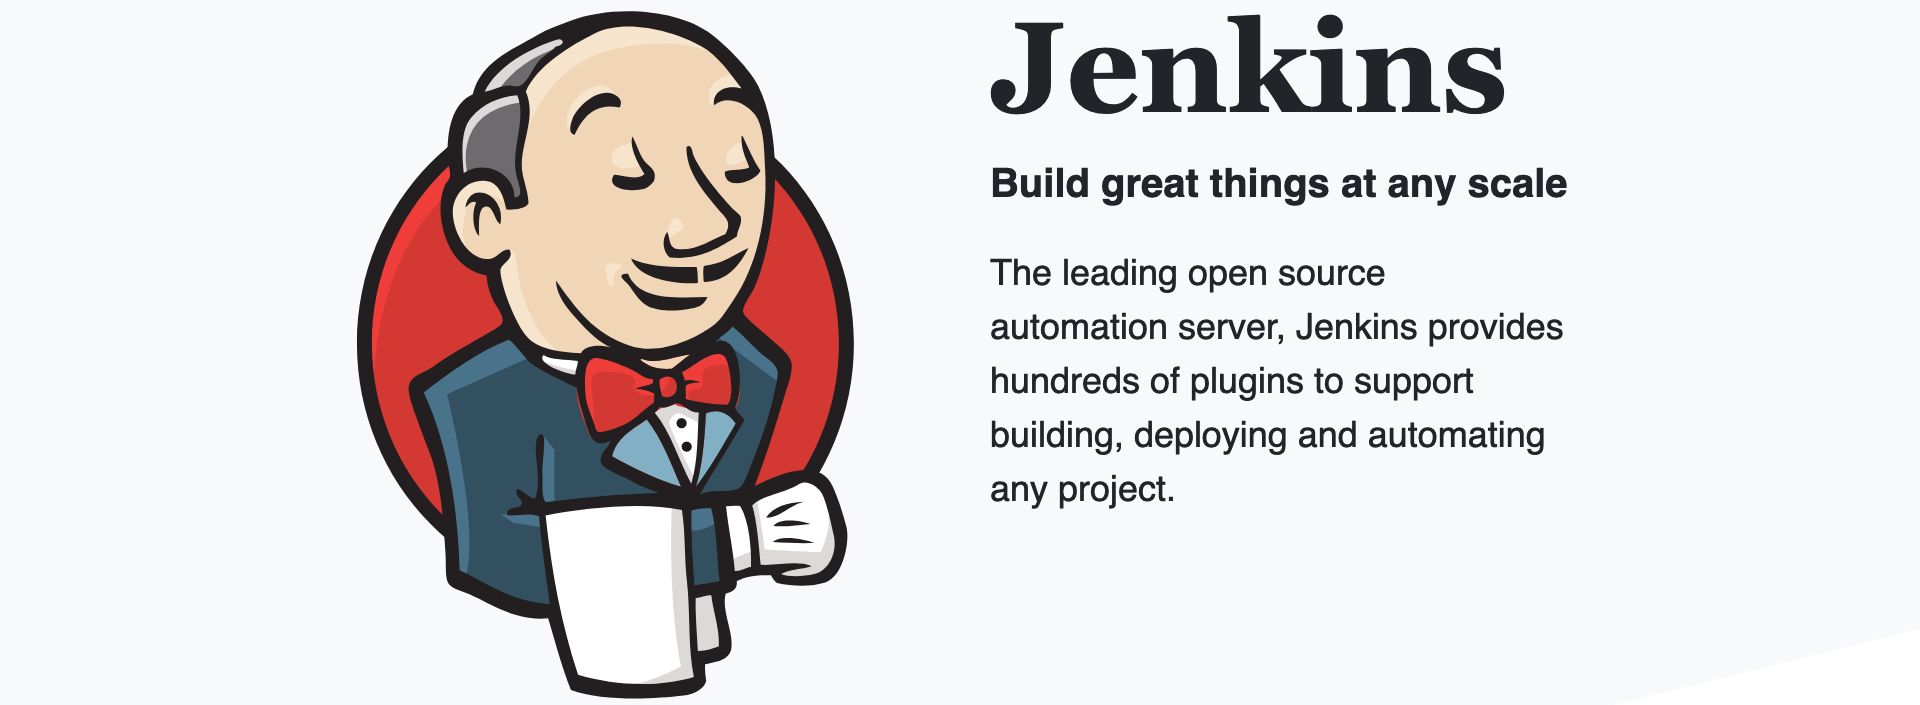 Jenkins
Build great things at any scale
The leading open source
automation server, Jenkins provides
hundreds of plugins to support
building, deploying and automating
any project.